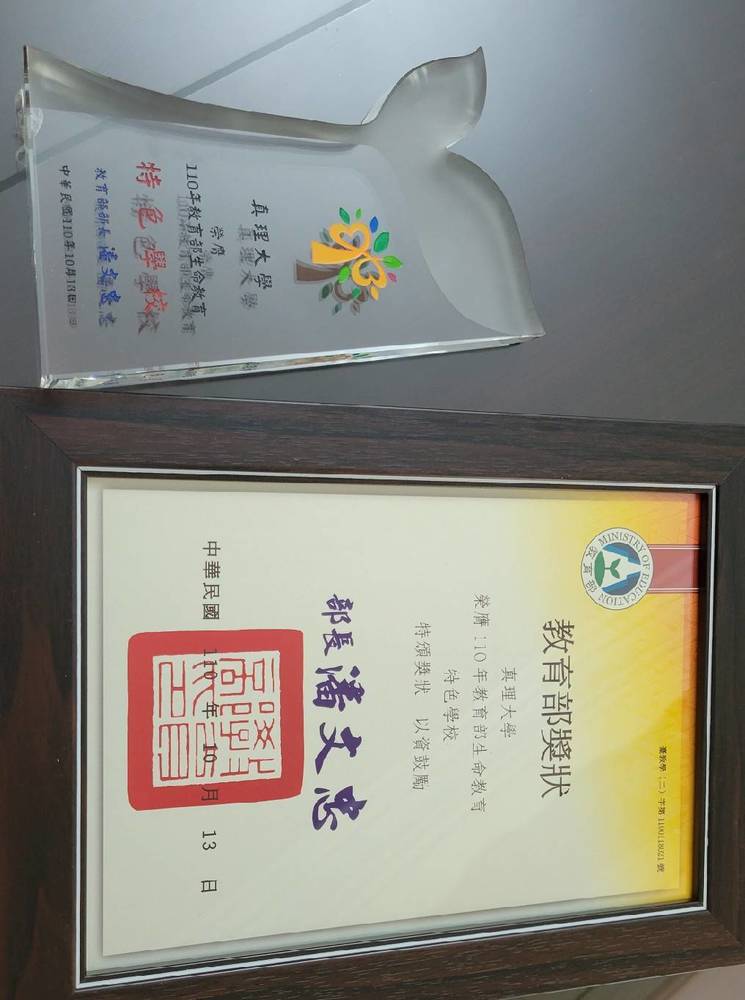 真理大學
榮膺
110年教育部生命教育
特色學校
教育部部長 潘文忠
中華民國110年10月13日
MINISTRY OF EDUCATION
教育部
臺教學(二)字第1100118021號
教育部獎狀
真理大學
榮膺110年教育部生命教育
特色學校
特頒獎狀 以資鼓勵
部長 潘文忠
中華民國 110 年 10 月 13 日